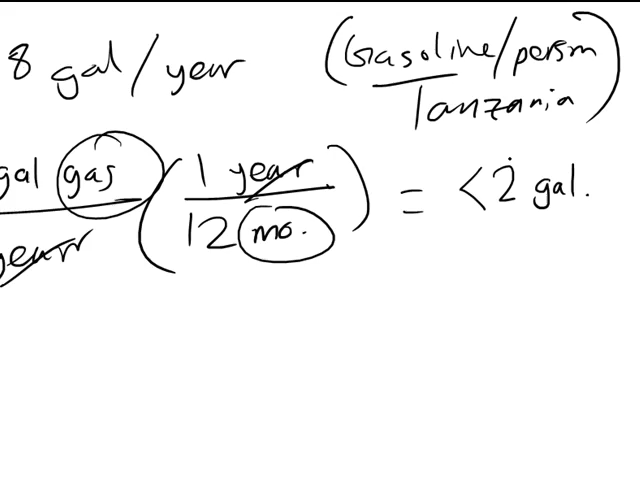 8 gal/year (Gasoline/person
Tanzania)
gal gas (1 year = <2 gal.
year 12 mo.)